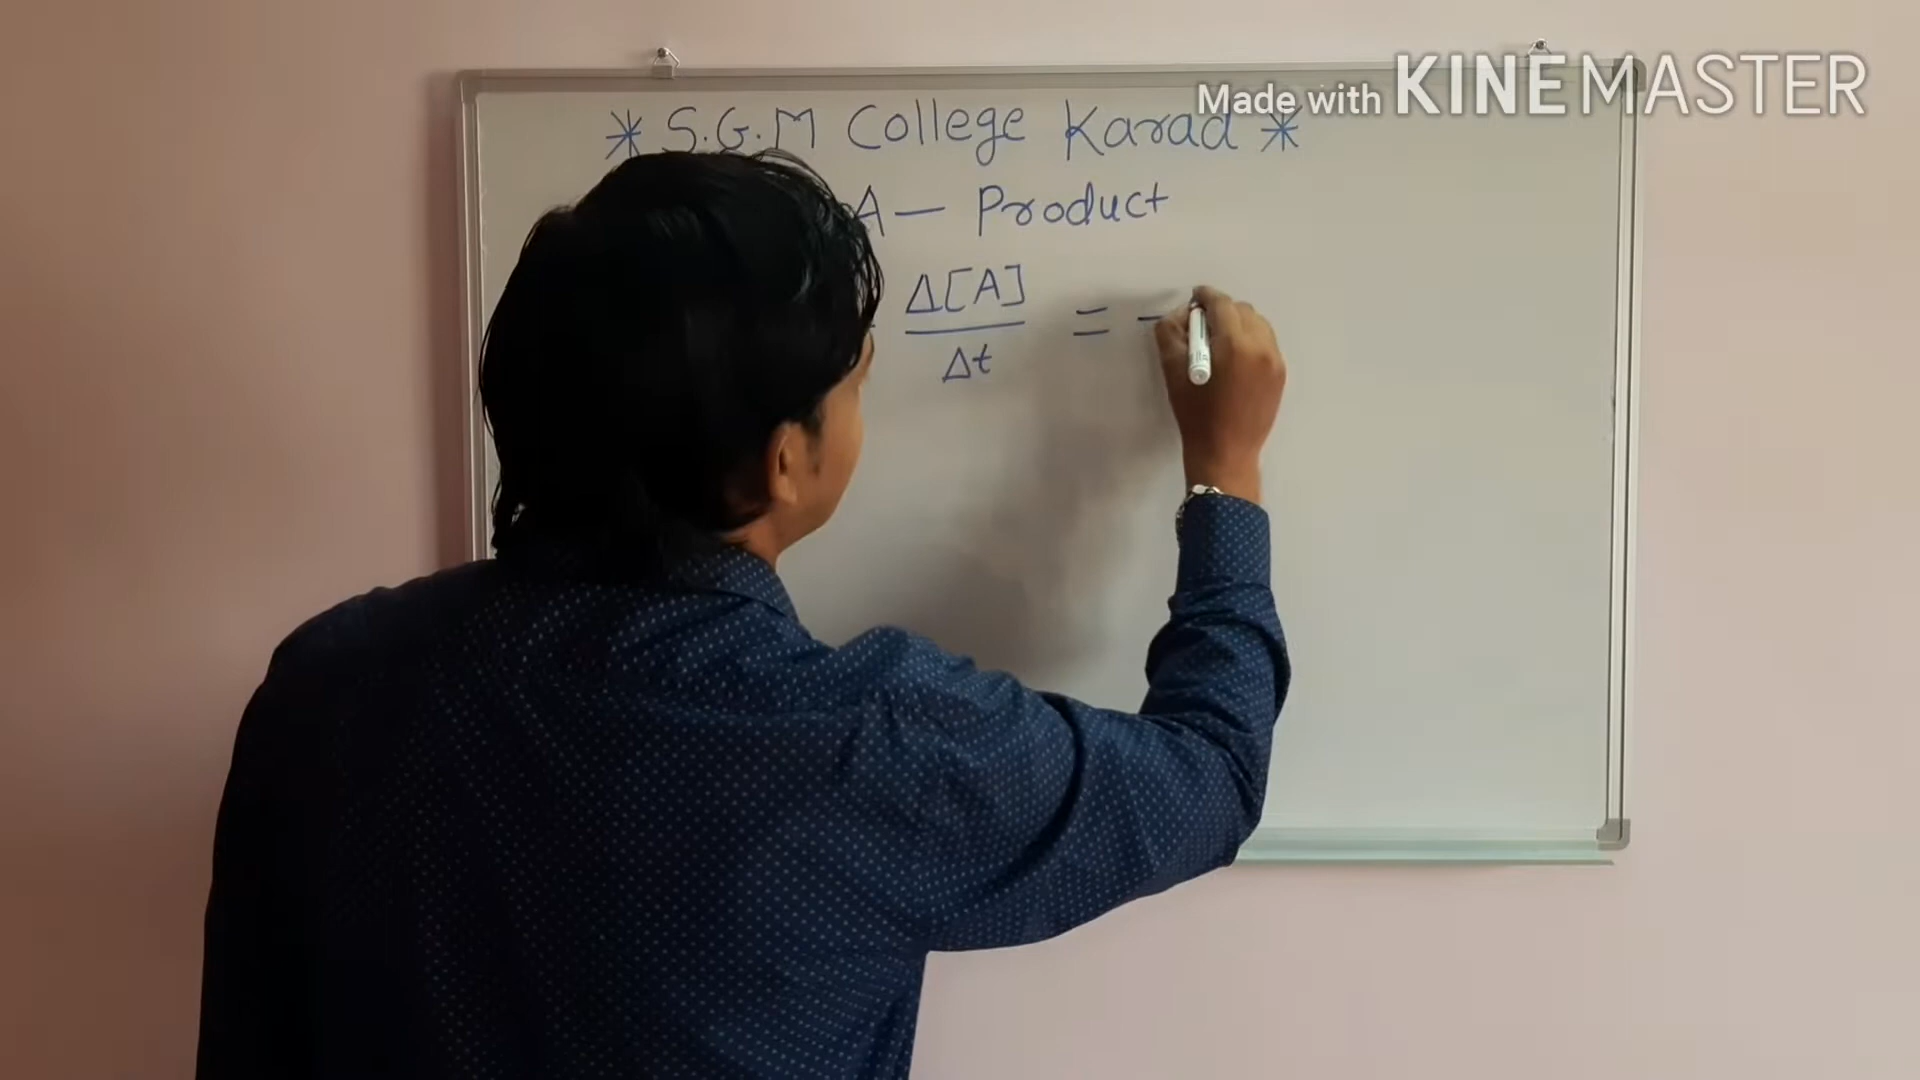 Made with KINEMASTER
* S.G.M College Karad *
A — Product
- Δ[A] / Δt = -